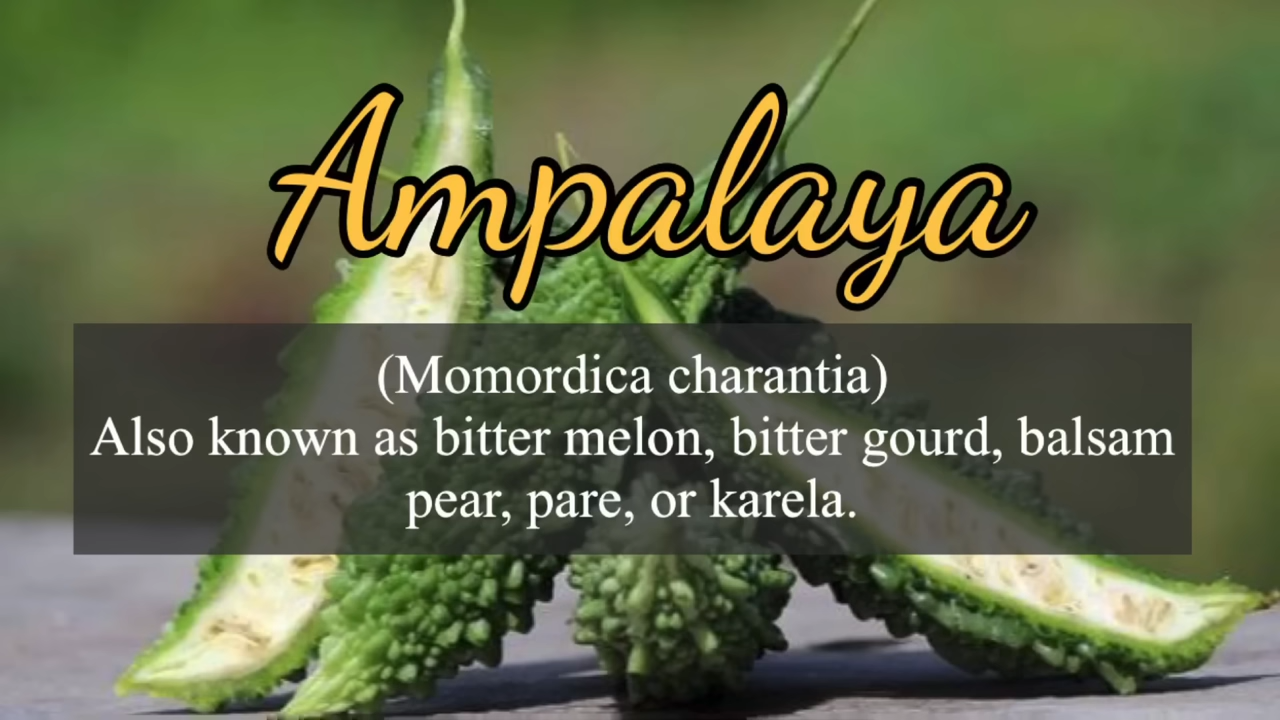 Ampalaya
(Momordica charantia)
Also known as bitter melon, bitter gourd, balsam
pear, pare, or karela.